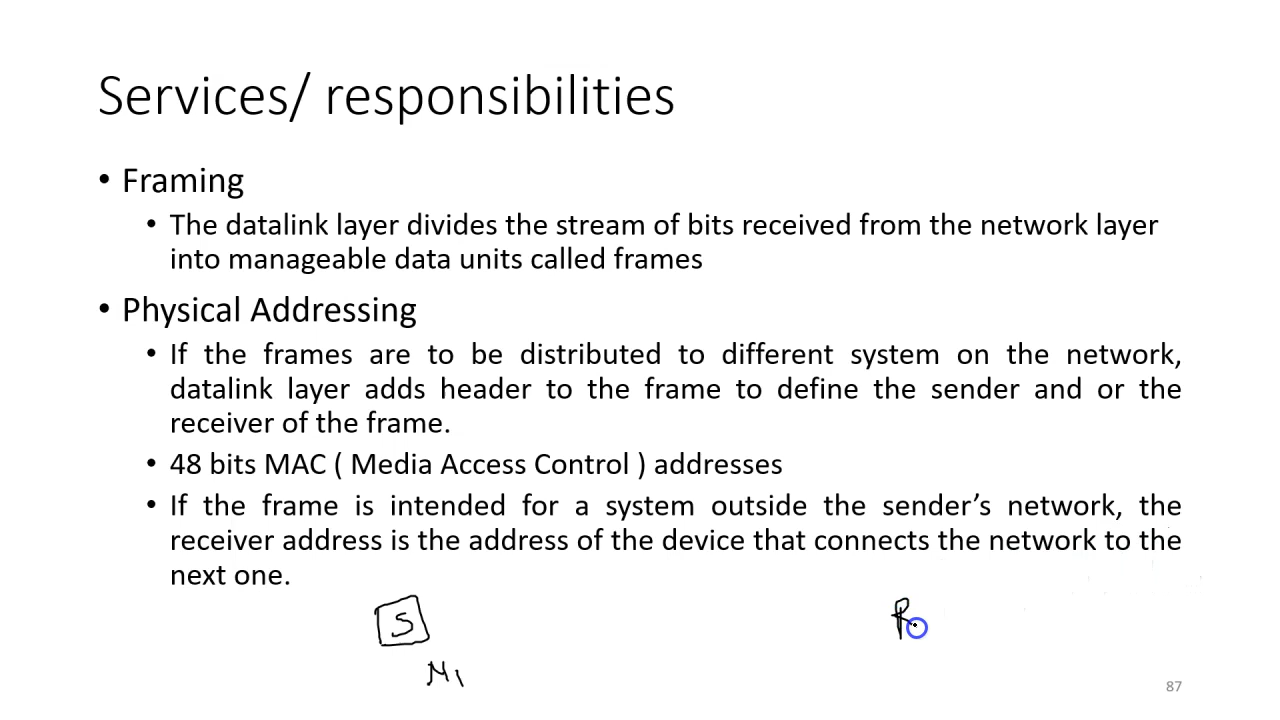 Services/ responsibilities
• Framing
• The datalink layer divides the stream of bits received from the network layer
into manageable data units called frames
• Physical Addressing
• If the frames are to be distributed to different system on the network,
datalink layer adds header to the frame to define the sender and or the
receiver of the frame.
• 48 bits MAC ( Media Access Control ) addresses
• If the frame is intended for a system outside the sender’s network, the
receiver address is the address of the device that connects the network to the
next one.
S
R
M1
87